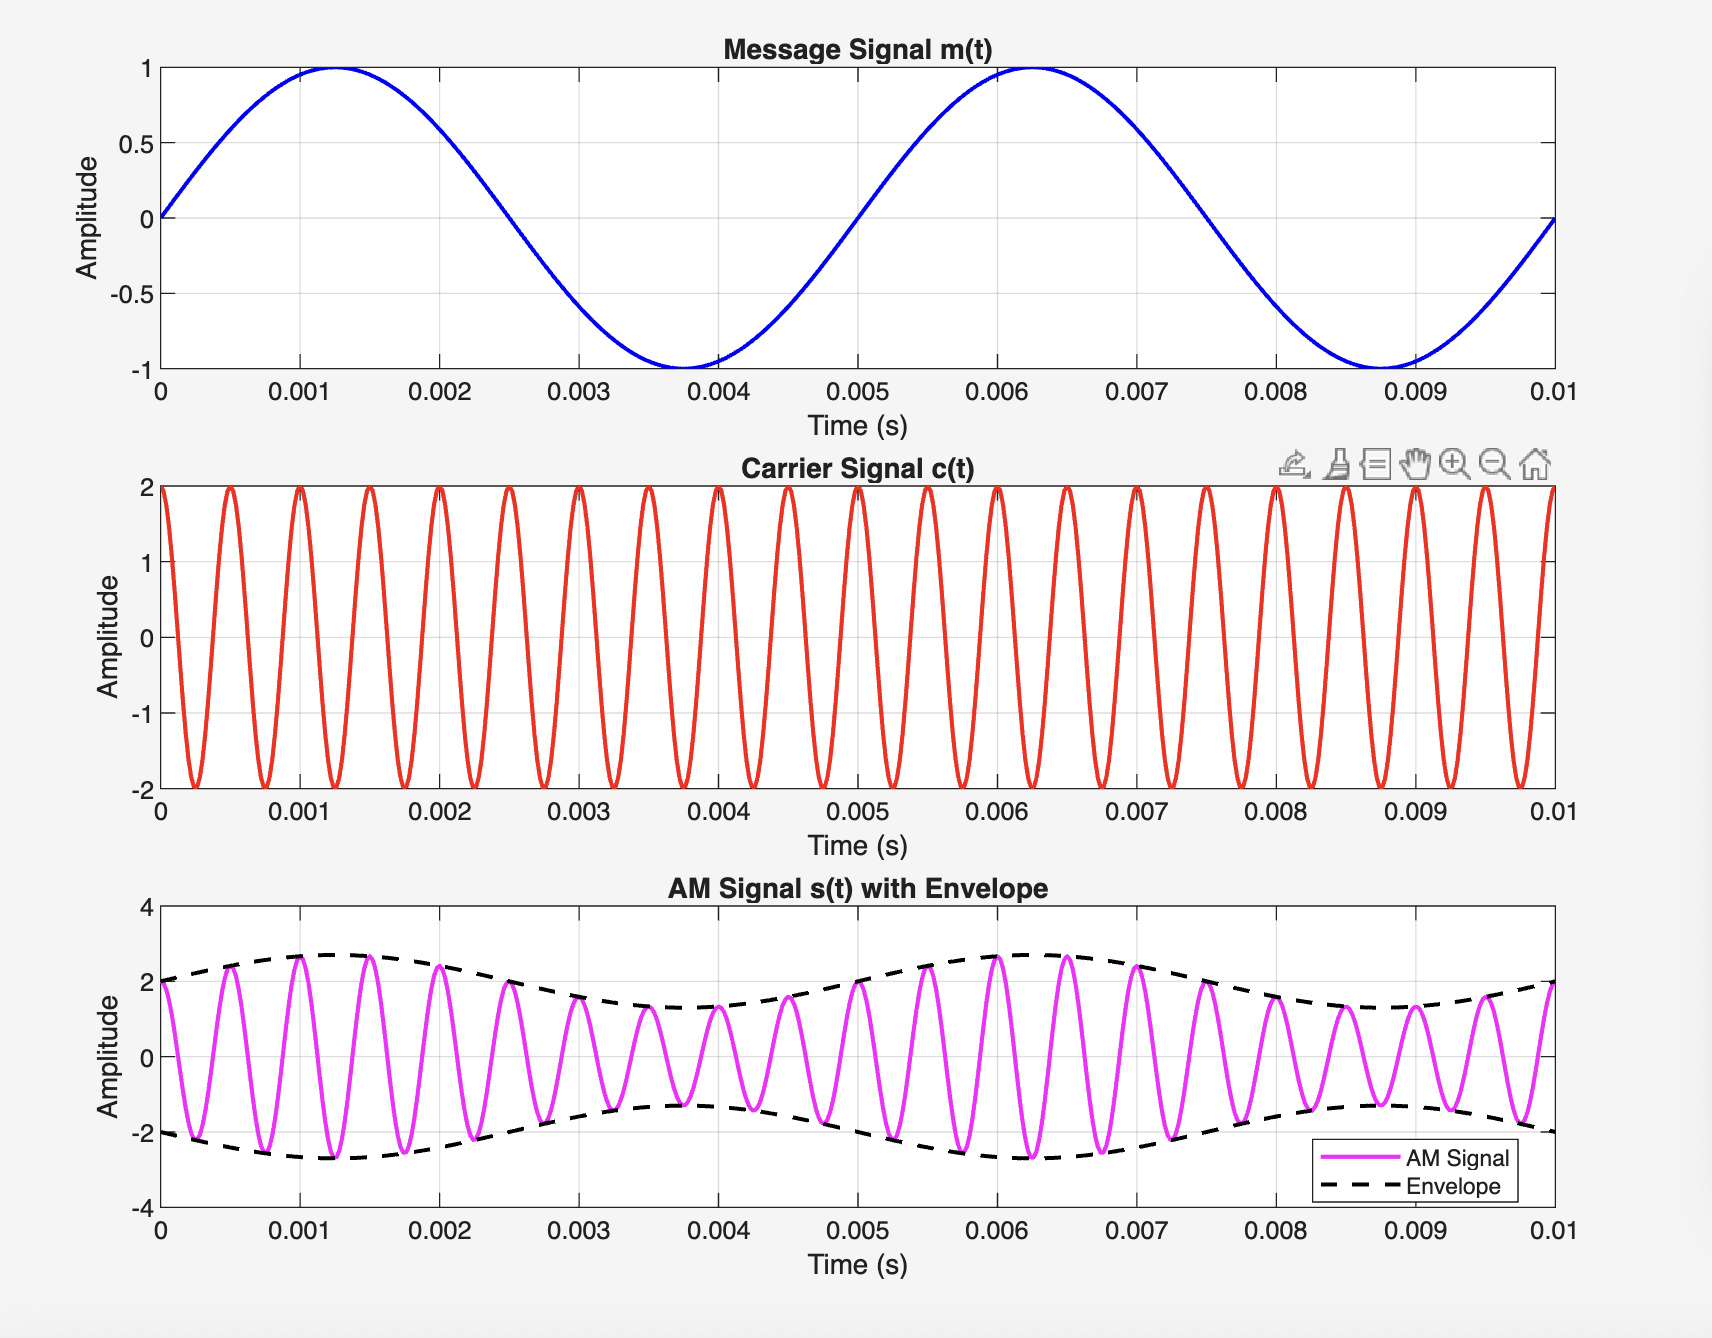 Message Signal m(t)
1
0.5
0
-0.5
-1
Amplitude
0 0.001 0.002 0.003 0.004 0.005 0.006 0.007 0.008 0.009 0.01
Time (s)
Carrier Signal c(t)
2
1
0
-1
-2
Amplitude
0 0.001 0.002 0.003 0.004 0.005 0.006 0.007 0.008 0.009 0.01
Time (s)
AM Signal s(t) with Envelope
4
2
0
-2
-4
Amplitude
AM Signal
Envelope
0 0.001 0.002 0.003 0.004 0.005 0.006 0.007 0.008 0.009 0.01
Time (s)